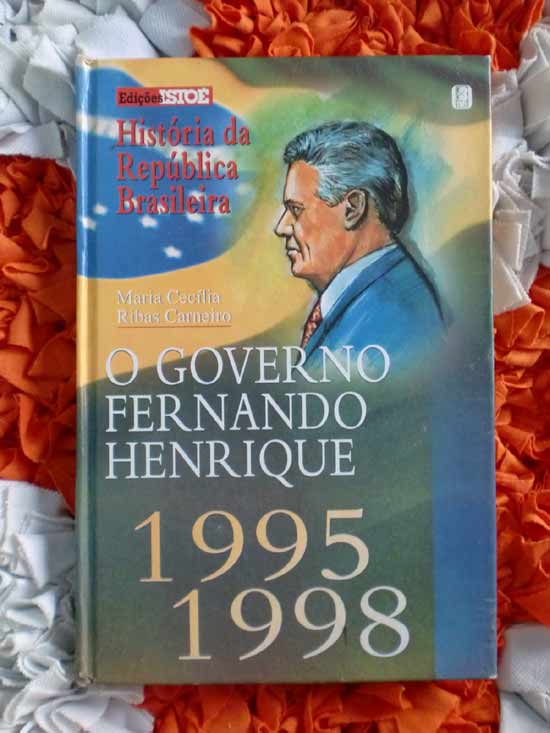 Edições ISTOÉ
História da
República
Brasileira
Maria Cecília
Ribas Carneiro
O GOVERNO
FERNANDO
HENRIQUE
1995
1998